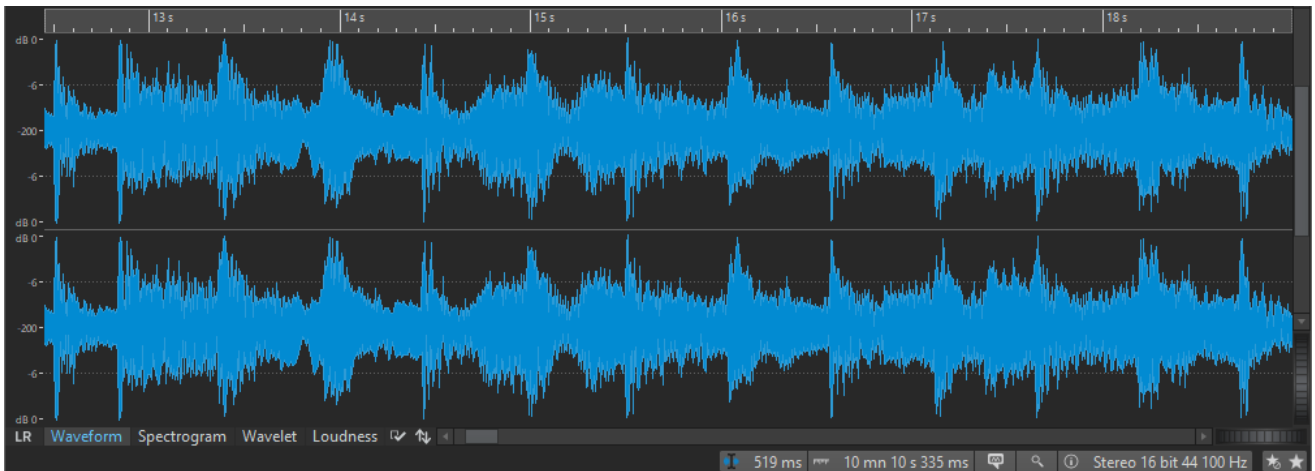 13 s 14 s 15 s 16 s 17 s 18 s
dB 0
-6
-200
-6
dB 0
dB 0
-6
-200
-6
dB 0
LR Waveform Spectrogram Wavelet Loudness
519 ms 10 mn 10 s 335 ms Stereo 16 bit 44 100 Hz